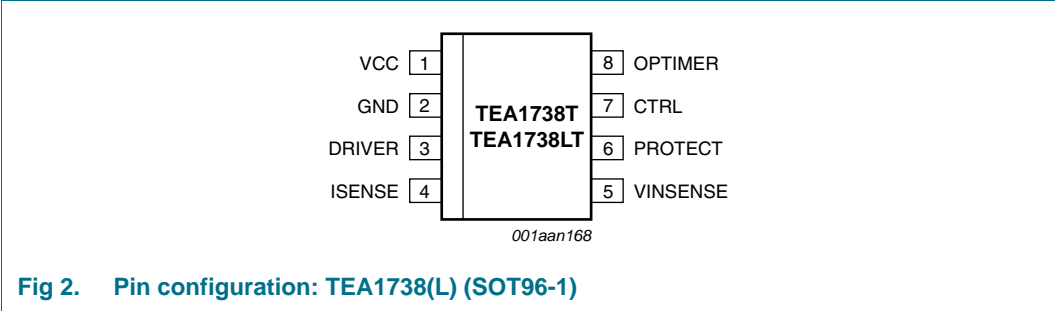 VCC 1
GND 2
DRIVER 3
ISENSE 4
TEA1738T
TEA1738LT
8 OPTIMER
7 CTRL
6 PROTECT
5 VINSENSE
001aan168
Fig 2. Pin configuration: TEA1738(L) (SOT96-1)